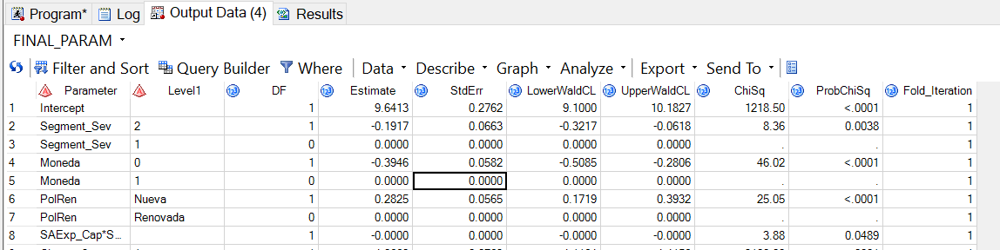 Program* Log Output Data (4) Results
FINAL_PARAM
Filter and Sort Query Builder Where Data Describe Graph Analyze Export Send To
Parameter Level1 DF Estimate StdErr LowerWaldCL UpperWaldCL ChiSq ProbChiSq Fold_Iteration
1 Intercept 1 9.6413 0.2762 9.1000 10.1827 1218.50 <.0001 1
2 Segment_Sev 2 1 -0.1917 0.0663 -0.3217 -0.0618 8.36 0.0038 1
3 Segment_Sev 1 0 0.0000 0.0000 0.0000 0.0000 . . 1
4 Moneda 0 1 -0.3946 0.0582 -0.5085 -0.2806 46.02 <.0001 1
5 Moneda 1 0 0.0000 0.0000 0.0000 0.0000 . . 1
6 PolRen Nueva 1 0.2825 0.0565 0.1719 0.3932 25.05 <.0001 1
7 PolRen Renovada 0 0.0000 0.0000 0.0000 0.0000 . . 1
8 SAExp_Cap*S... 1 -0.0000 0.0000 -0.0000 -0.0000 3.88 0.0489 1